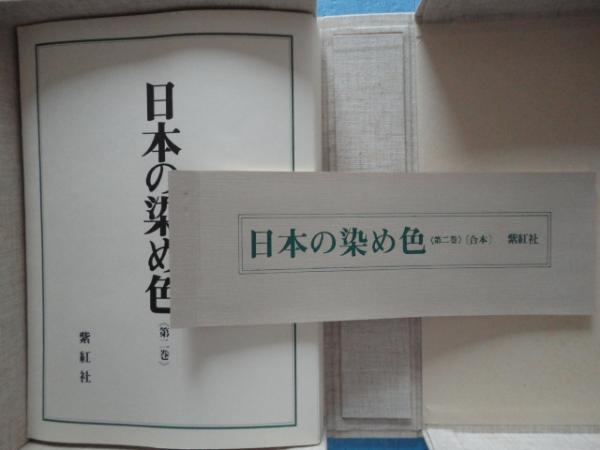 日本の染め色
〈第二巻〉
紫紅社
日本の染め色〈第二巻〉〔合本〕 紫紅社